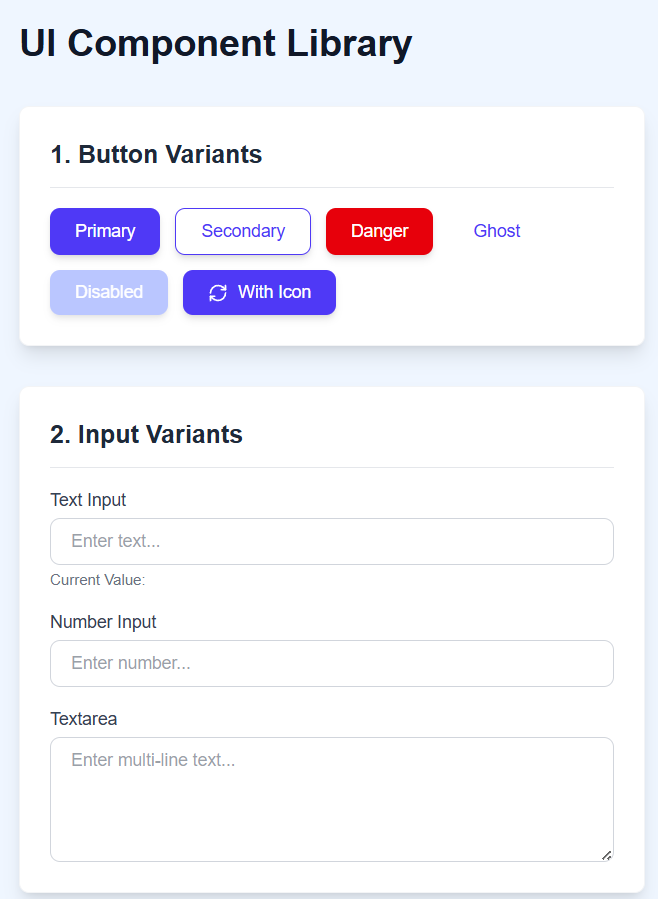 UI Component Library
1. Button Variants
Primary Secondary Danger Ghost
Disabled With Icon
2. Input Variants
Text Input
Enter text...
Current Value:
Number Input
Enter number...
Textarea
Enter multi-line text...